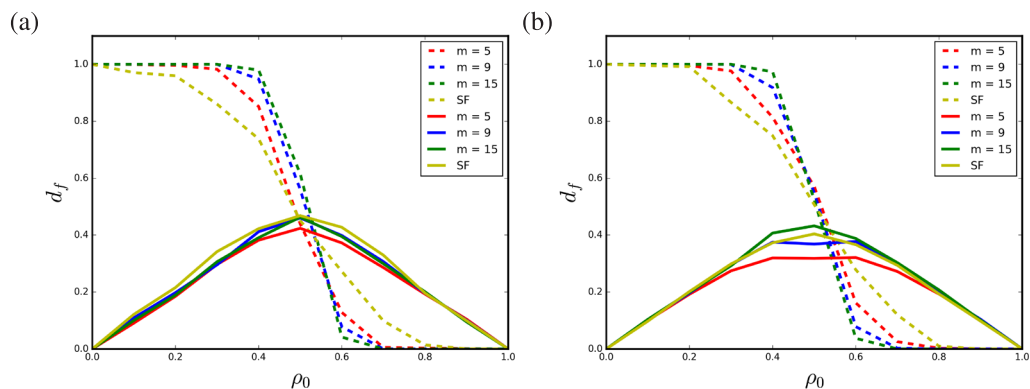 (a)
1.0
0.8
0.6
0.4
0.2
0.0
d_f
0.0 0.2 0.4 0.6 0.8 1.0
ρ_0
m = 5
m = 9
m = 15
SF
m = 5
m = 9
m = 15
SF
(b)
1.0
0.8
0.6
0.4
0.2
0.0
d_f
0.0 0.2 0.4 0.6 0.8 1.0
ρ_0
m = 5
m = 9
m = 15
SF
m = 5
m = 9
m = 15
SF